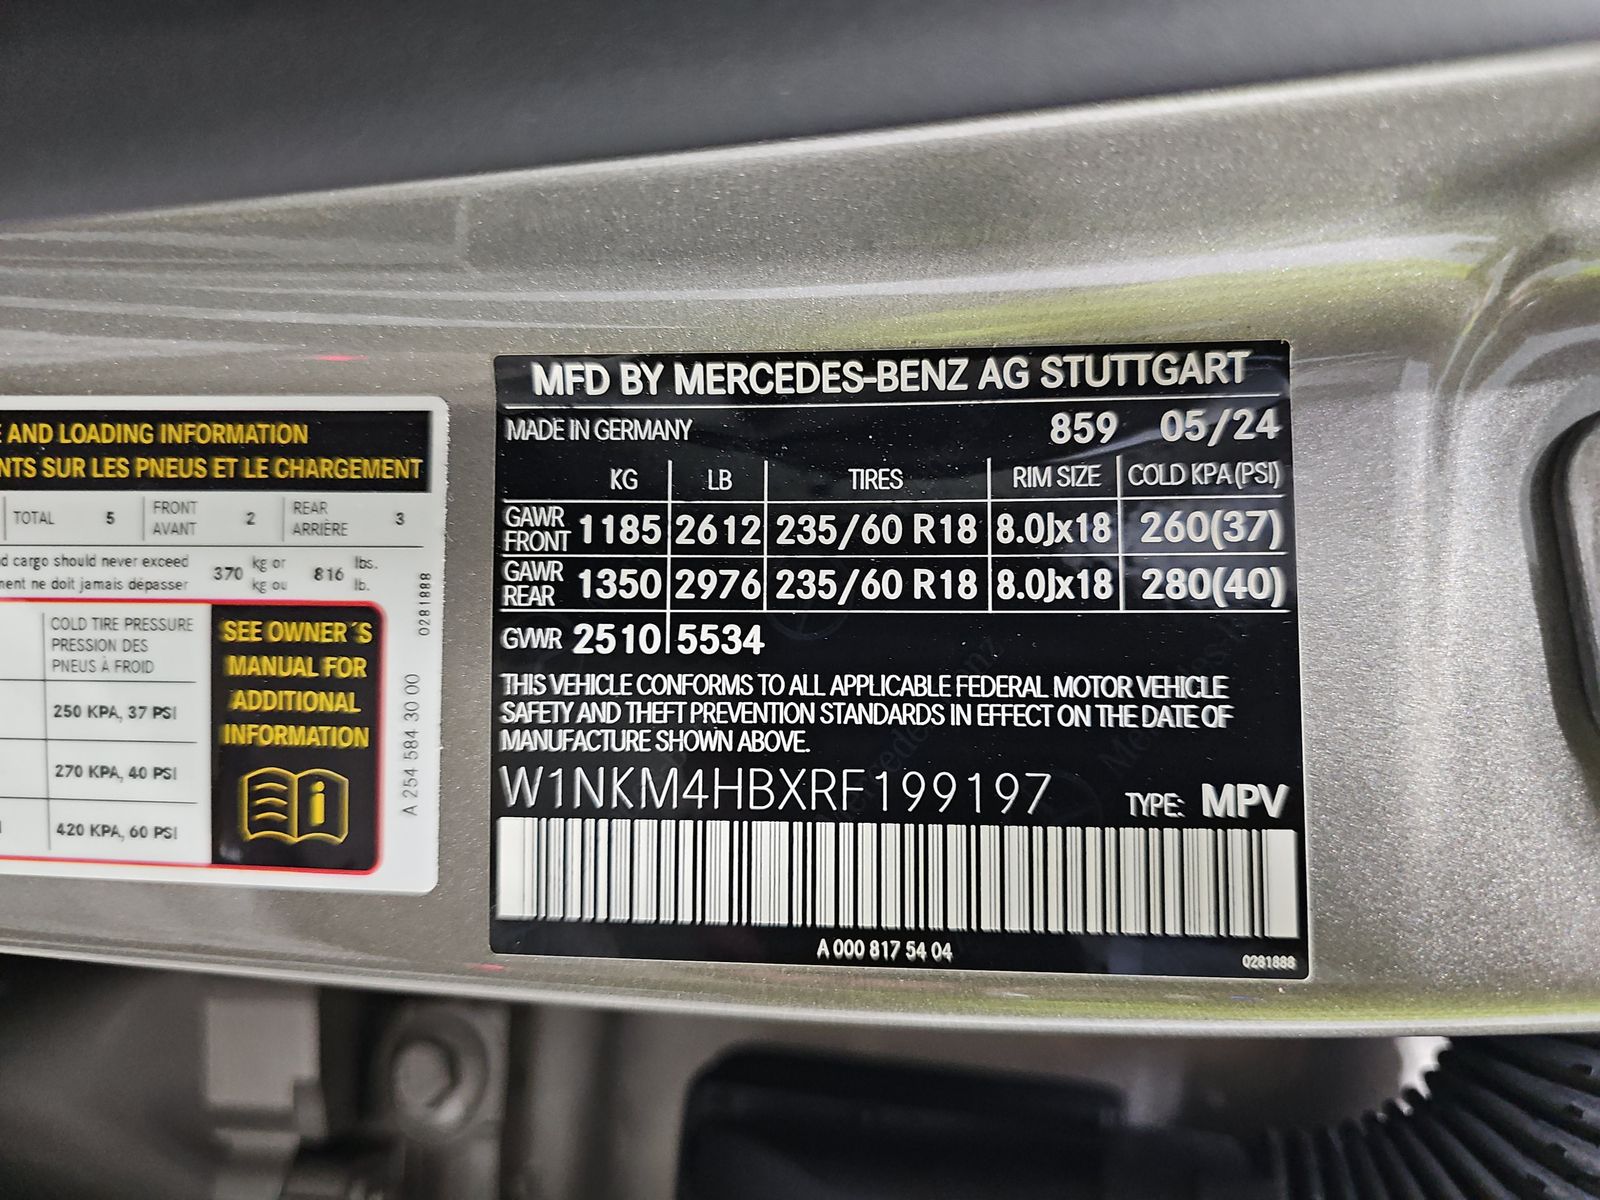 E AND LOADING INFORMATION
NTS SUR LES PNEUS ET LE CHARGEMENT
TOTAL 5 FRONT AVANT 2 REAR ARRIÈRE 3
d cargo should never exceed 370 kg or 816 lbs.
ment ne doit jamais dépasser kg ou lb.
COLD TIRE PRESSURE
PRESSION DES
PNEUS À FROID
250 KPA, 37 PSI
270 KPA, 40 PSI
420 KPA, 60 PSI
SEE OWNER´S
MANUAL FOR
ADDITIONAL
INFORMATION
A 254 584 30 00
0281888
MFD BY MERCEDES-BENZ AG STUTTGART
MADE IN GERMANY 859 05/24
KG LB TIRES RIM SIZE COLD KPA (PSI)
GAWR FRONT 1185 2612 235/60 R18 8.0Jx18 260(37)
GAWR REAR 1350 2976 235/60 R18 8.0Jx18 280(40)
GVWR 2510 5534
THIS VEHICLE CONFORMS TO ALL APPLICABLE FEDERAL MOTOR VEHICLE
SAFETY AND THEFT PREVENTION STANDARDS IN EFFECT ON THE DATE OF
MANUFACTURE SHOWN ABOVE.
W1NKM4HBXRF199197 TYPE: MPV
A 000 817 54 04
0281888